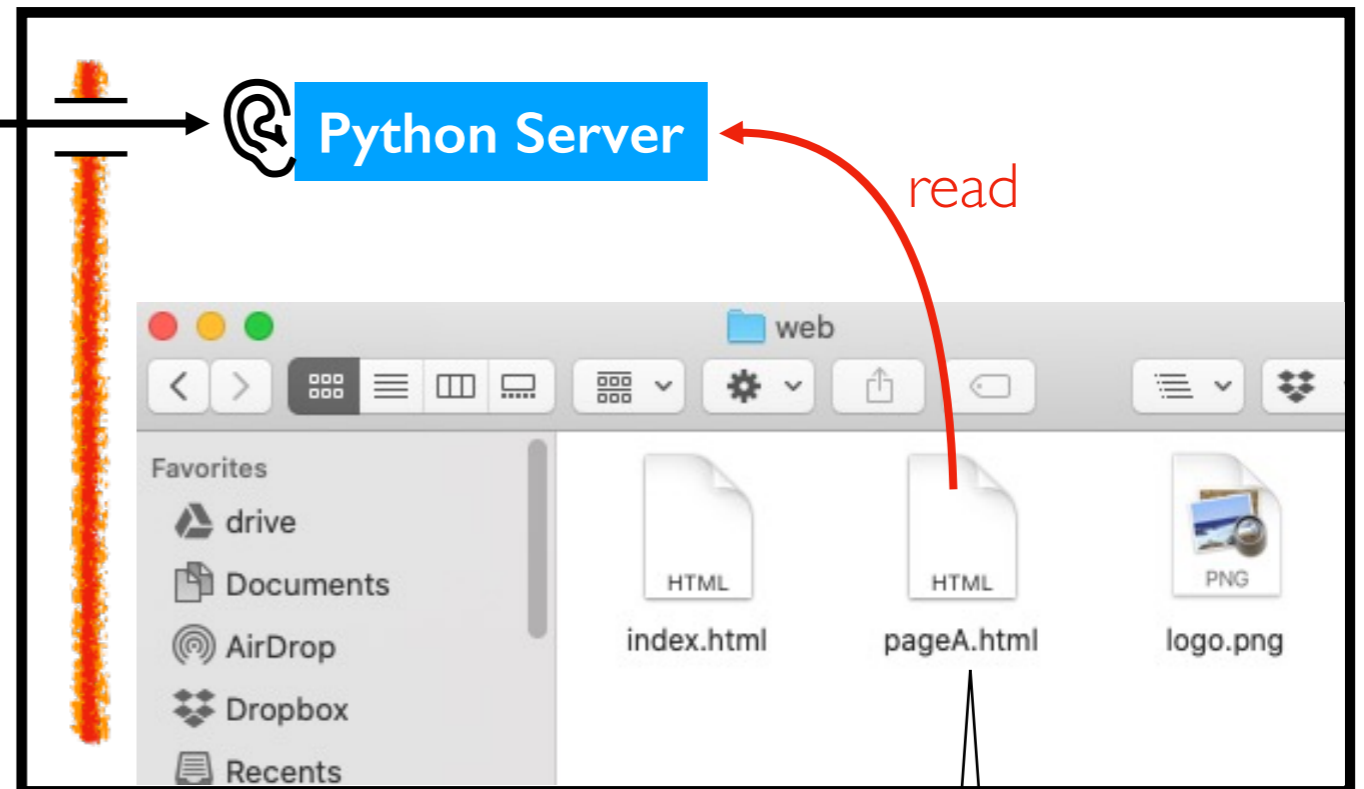 Python Server
read
web
Favorites
drive
Documents
AirDrop
Dropbox
Recents
HTML
HTML
PNG
index.html
pageA.html
logo.png